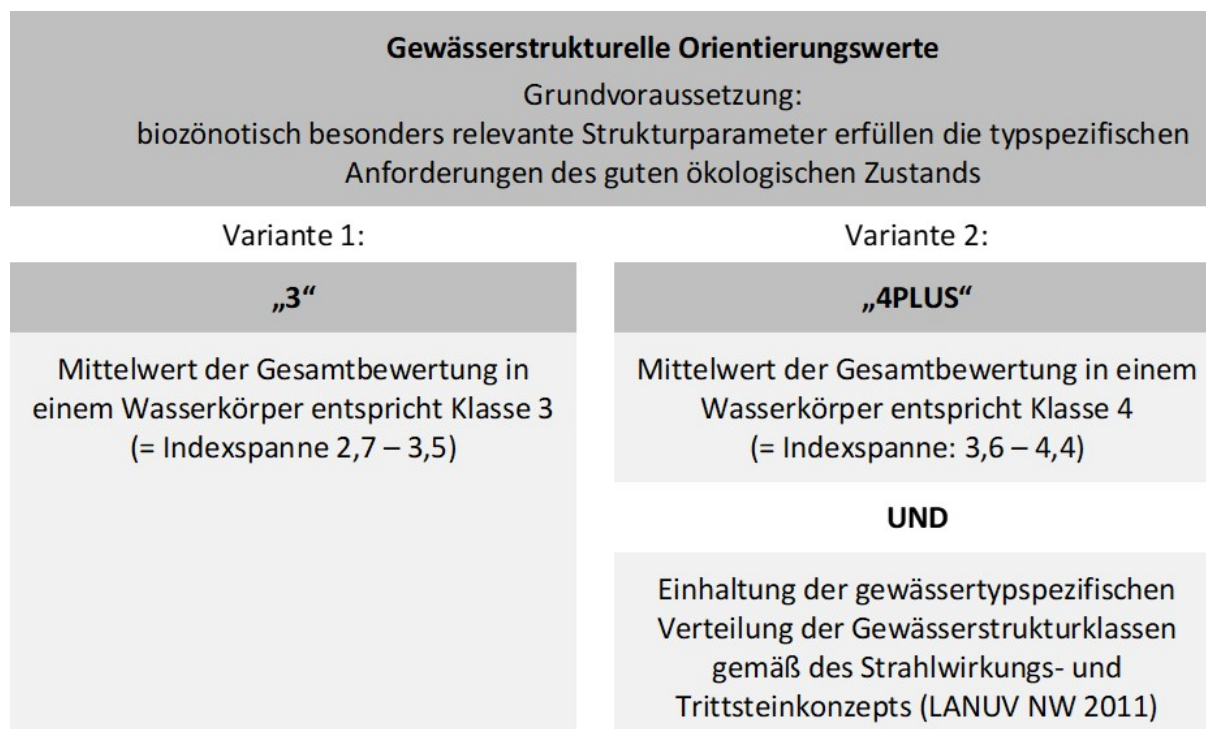 Gewässerstrukturelle Orientierungswerte
Grundvoraussetzung:
biozönotisch besonders relevante Strukturparameter erfüllen die typspezifischen
Anforderungen des guten ökologischen Zustands
Variante 1:
„3“
Mittelwert der Gesamtbewertung in
einem Wasserkörper entspricht Klasse 3
(= Indexspanne 2,7 – 3,5)
Variante 2:
„4PLUS“
Mittelwert der Gesamtbewertung in einem
Wasserkörper entspricht Klasse 4
(= Indexspanne: 3,6 – 4,4)
UND
Einhaltung der gewässertypspezifischen
Verteilung der Gewässerstrukturklassen
gemäß des Strahlwirkungs- und
Trittsteinkonzepts (LANUV NW 2011)